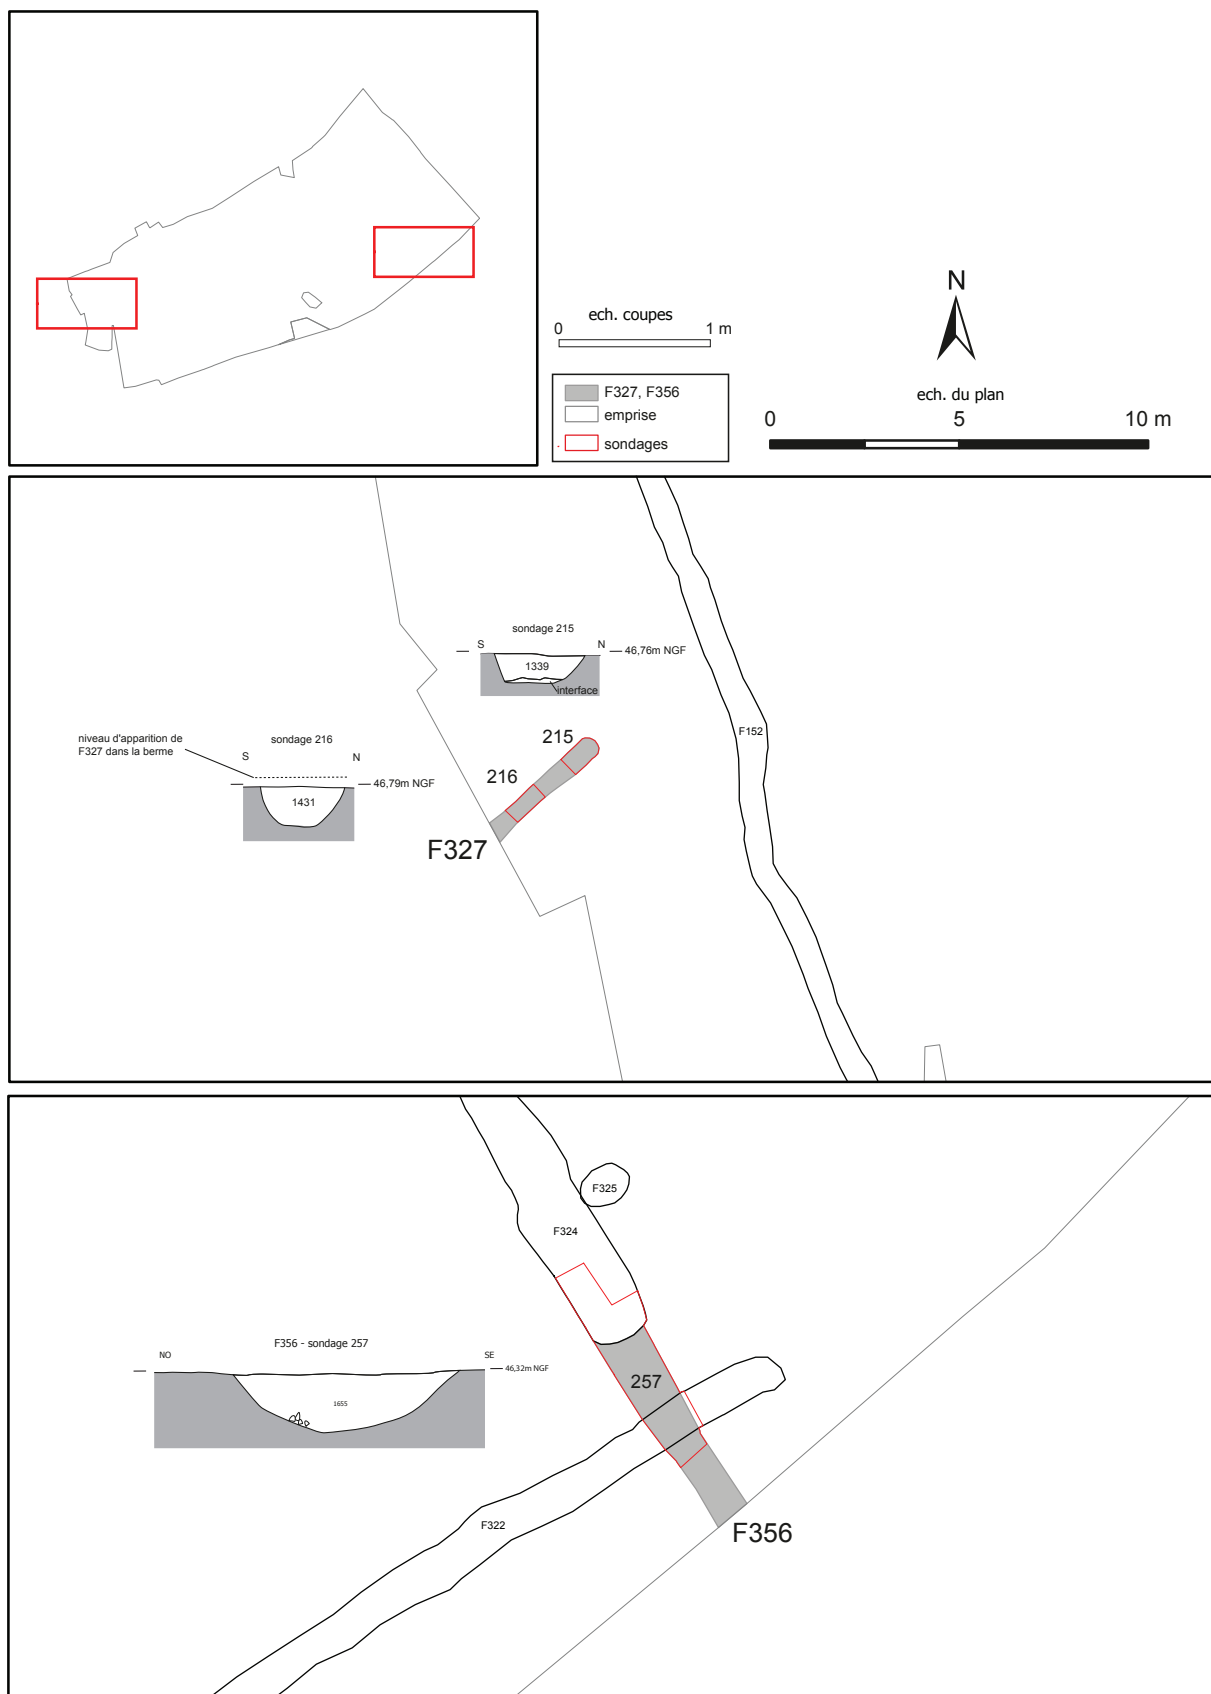 ech. coupes
0 1 m
N
F327, F356
emprise
sondages
ech. du plan
0 5 10 m
sondage 215
S N
46,76m NGF
1339
interface
niveau d'apparition de
F327 dans la berme
sondage 216
S N
46,79m NGF
1431
215
216
F327
F152
F325
F324
F356 - sondage 257
NO SE
46,32m NGF
1655
257
F322
F356